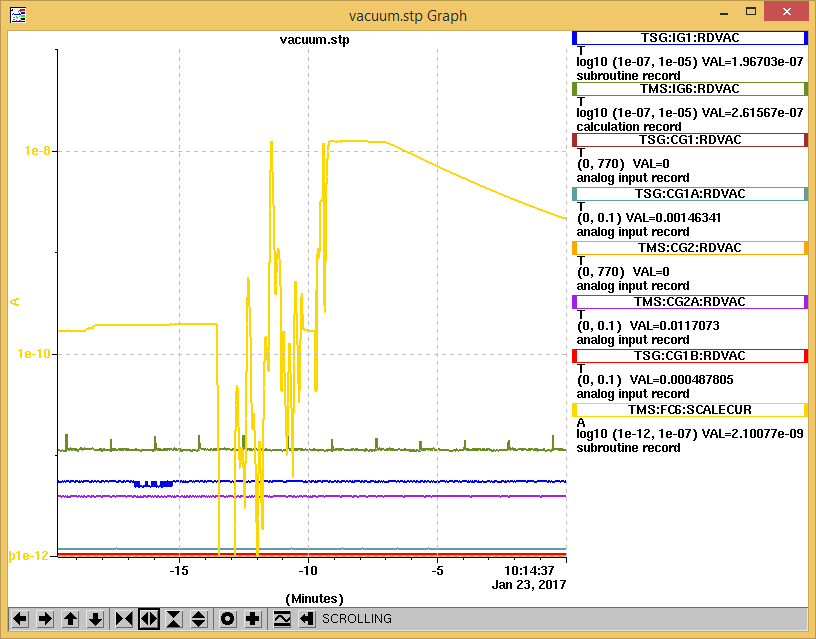 vacuum.stp Graph
vacuum.stp
1e-8
A
1e-10
1e-12
-15
-10
-5
10:14:37
Jan 23, 2017
(Minutes)
TSG:IG1:RDVAC
T
log10 (1e-07, 1e-05) VAL=1.96703e-07
subroutine record
TMS:IG6:RDVAC
T
log10 (1e-07, 1e-05) VAL=2.61567e-07
calculation record
TSG:CG1:RDVAC
T
(0, 770) VAL=0
analog input record
TSG:CG1A:RDVAC
T
(0, 0.1) VAL=0.00146341
analog input record
TMS:CG2:RDVAC
T
(0, 770) VAL=0
analog input record
TMS:CG2A:RDVAC
T
(0, 0.1) VAL=0.0117073
analog input record
TSG:CG1B:RDVAC
T
(0, 0.1) VAL=0.000487805
analog input record
TMS:FC6:SCALECUR
A
log10 (1e-12, 1e-07) VAL=2.10077e-09
subroutine record
SCROLLING